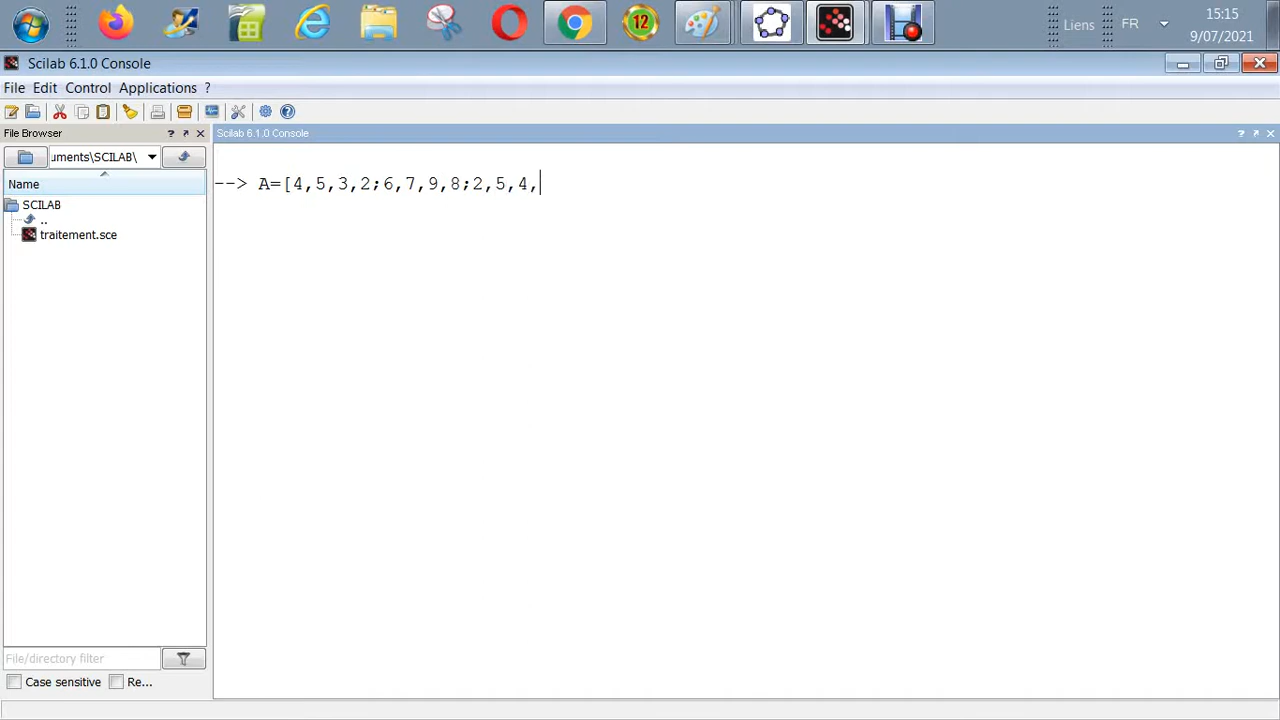 12
Liens
FR
15:15
9/07/2021
Scilab 6.1.0 Console
File Edit Control Applications ?
File Browser ? 
Scilab 6.1.0 Console ?
uments\SCILAB\
Name
SCILAB
..
traitement.sce
--> A=[4,5,3,2;6,7,9,8;2,5,4,
File/directory filter
Case sensitive Re...